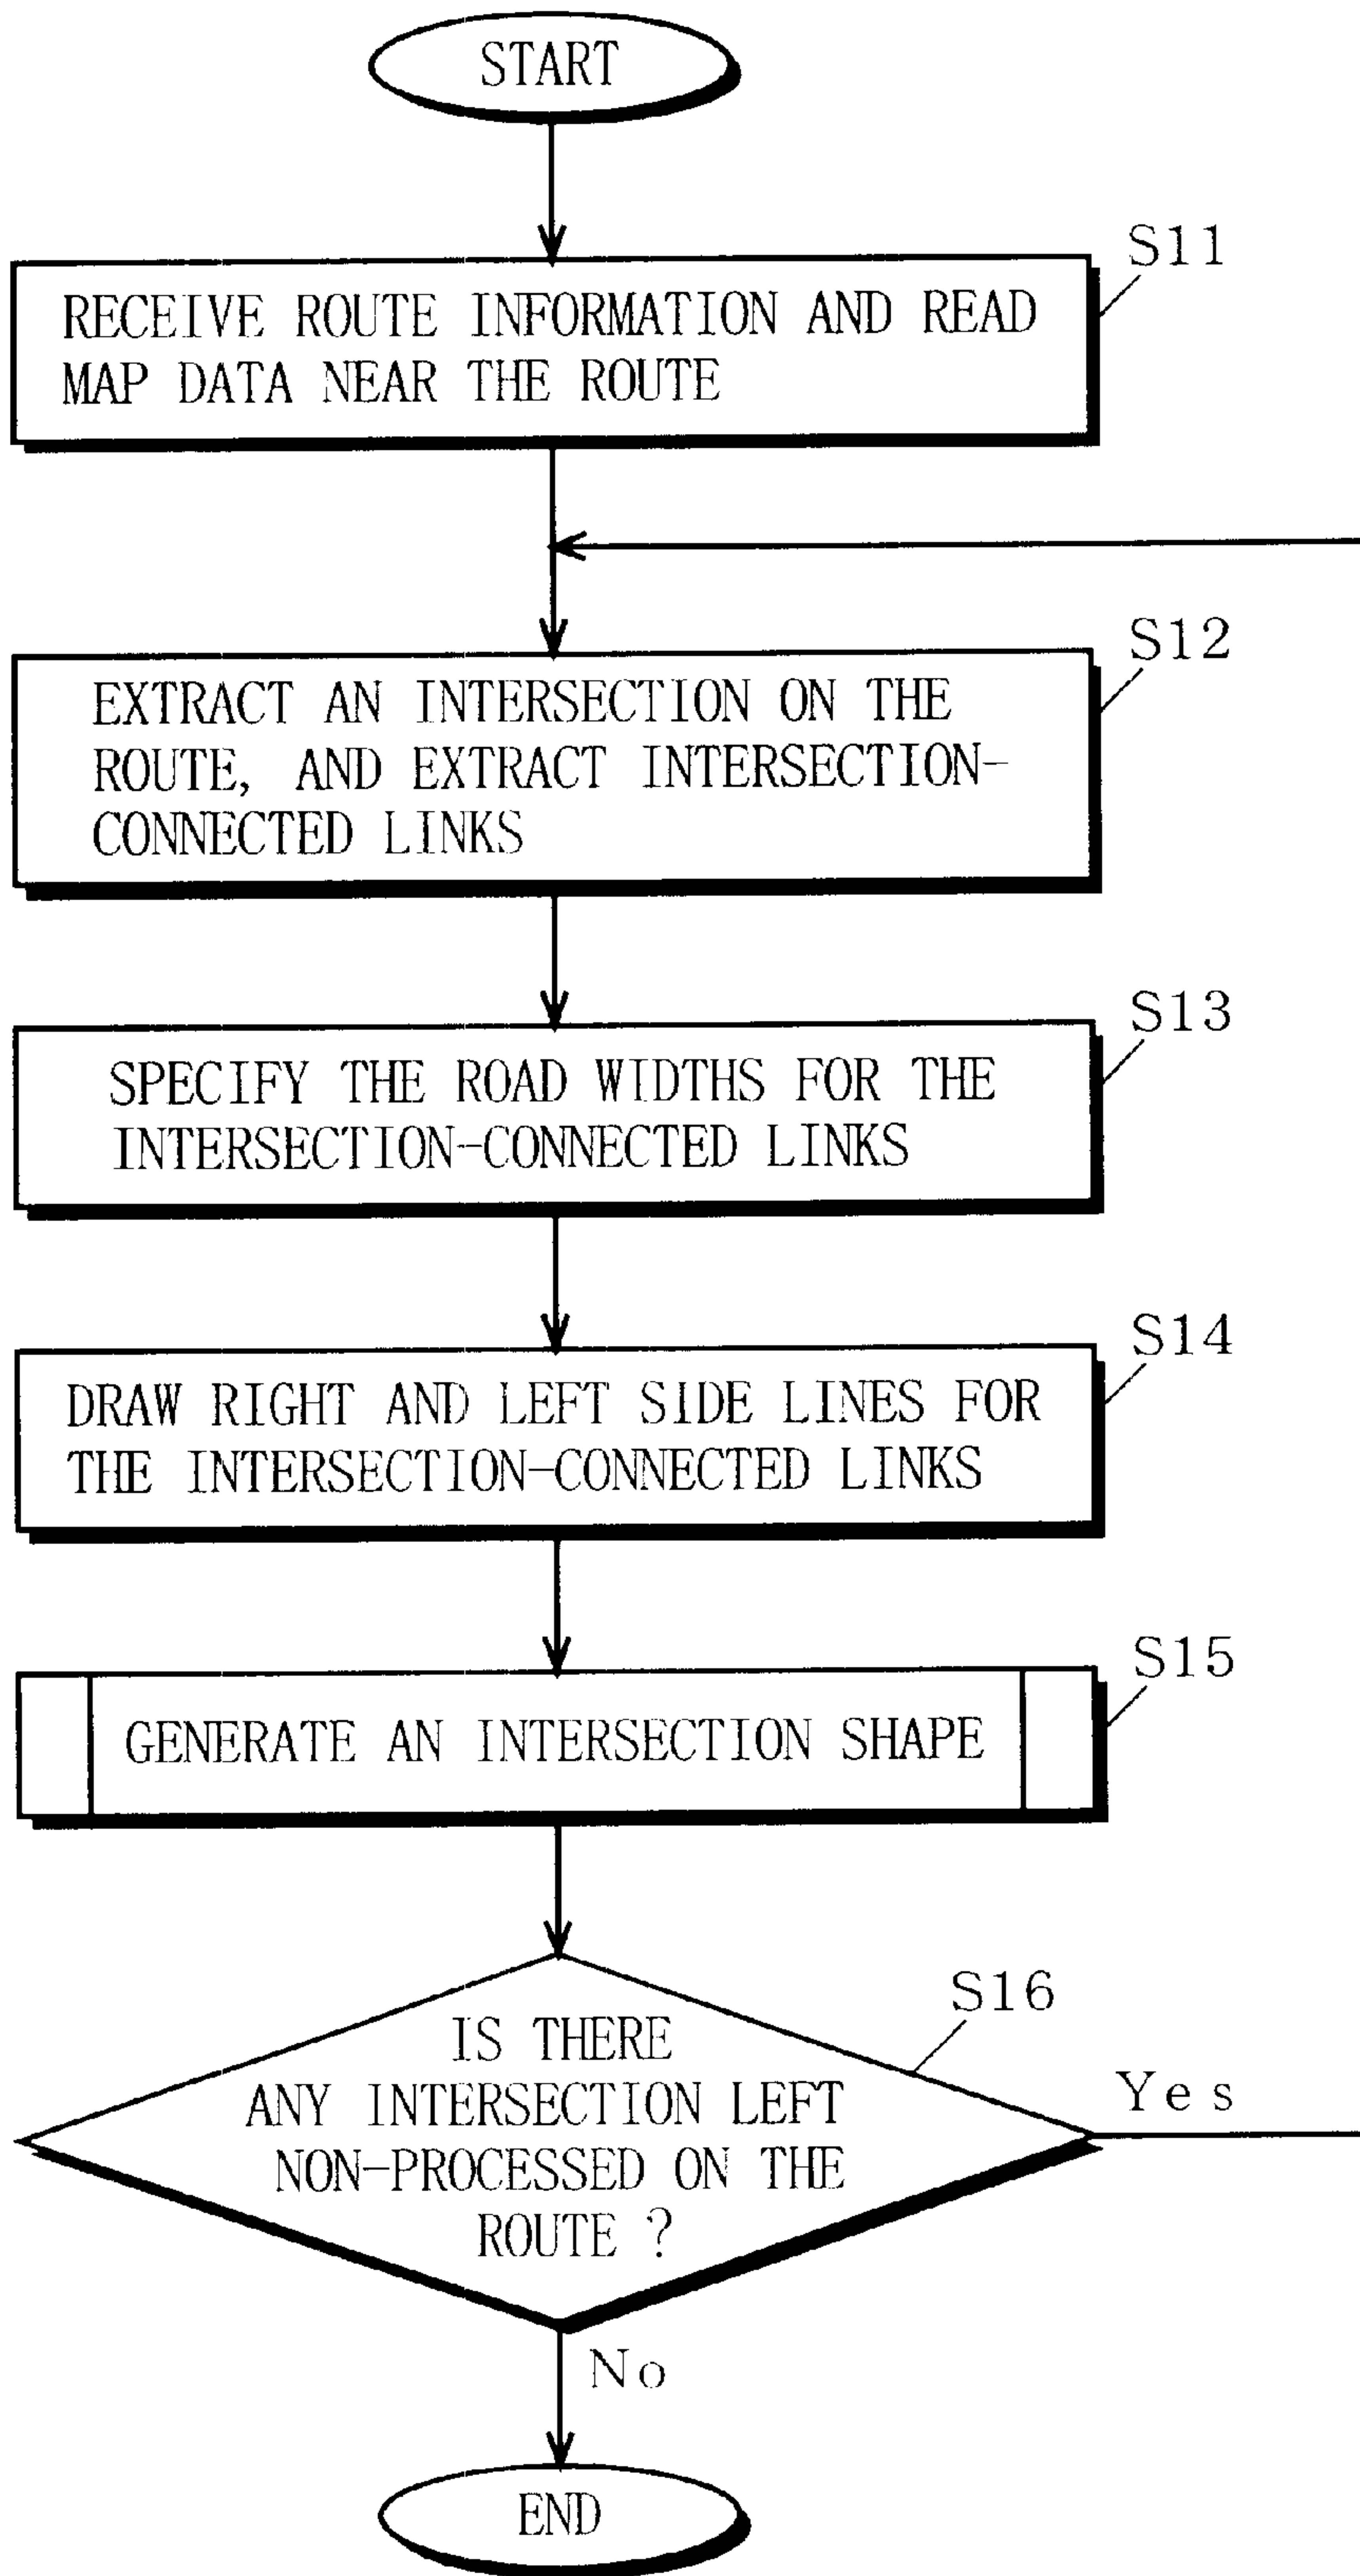 START
S11
RECEIVE ROUTE INFORMATION AND READ
MAP DATA NEAR THE ROUTE
S12
EXTRACT AN INTERSECTION ON THE
ROUTE, AND EXTRACT INTERSECTION-
CONNECTED LINKS
S13
SPECIFY THE ROAD WIDTHS FOR THE
INTERSECTION-CONNECTED LINKS
S14
DRAW RIGHT AND LEFT SIDE LINES FOR
THE INTERSECTION-CONNECTED LINKS
S15
GENERATE AN INTERSECTION SHAPE
S16
IS THERE
ANY INTERSECTION LEFT
NON-PROCESSED ON THE
ROUTE ?
Yes
No
END